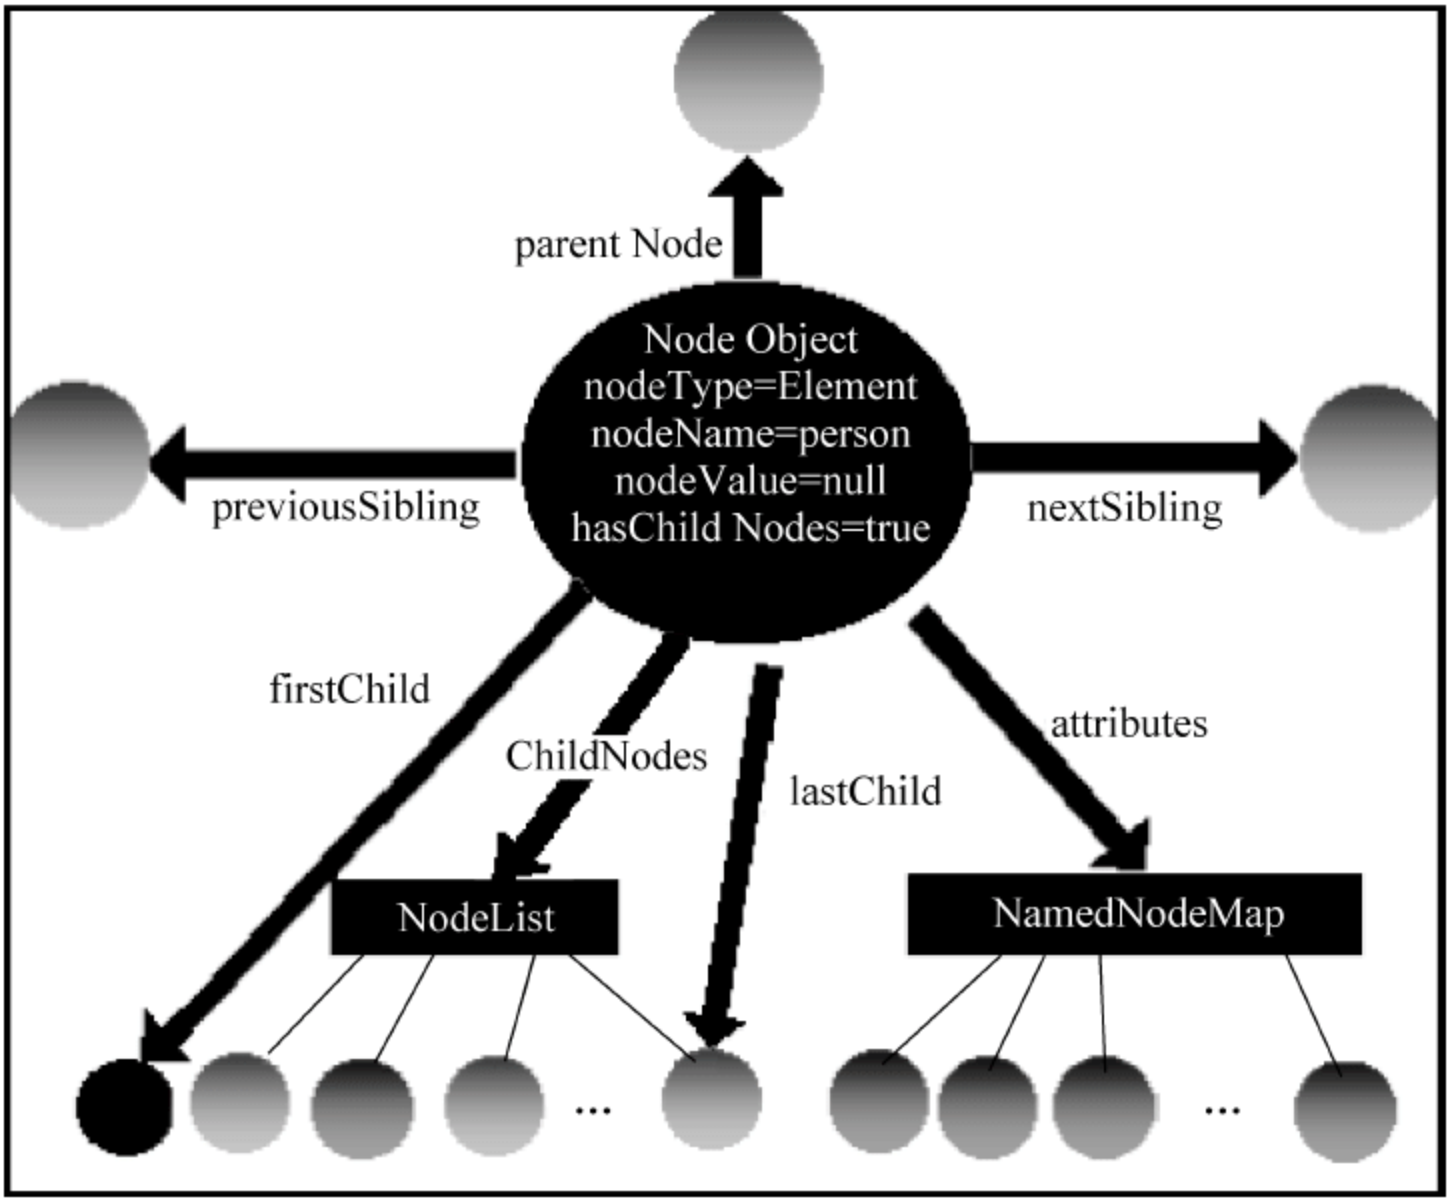 parent Node
Node Object
nodeType=Element
nodeName=person
nodeValue=null
hasChild Nodes=true
previousSibling
nextSibling
firstChild
ChildNodes
attributes
lastChild
NodeList
NamedNodeMap
...
...